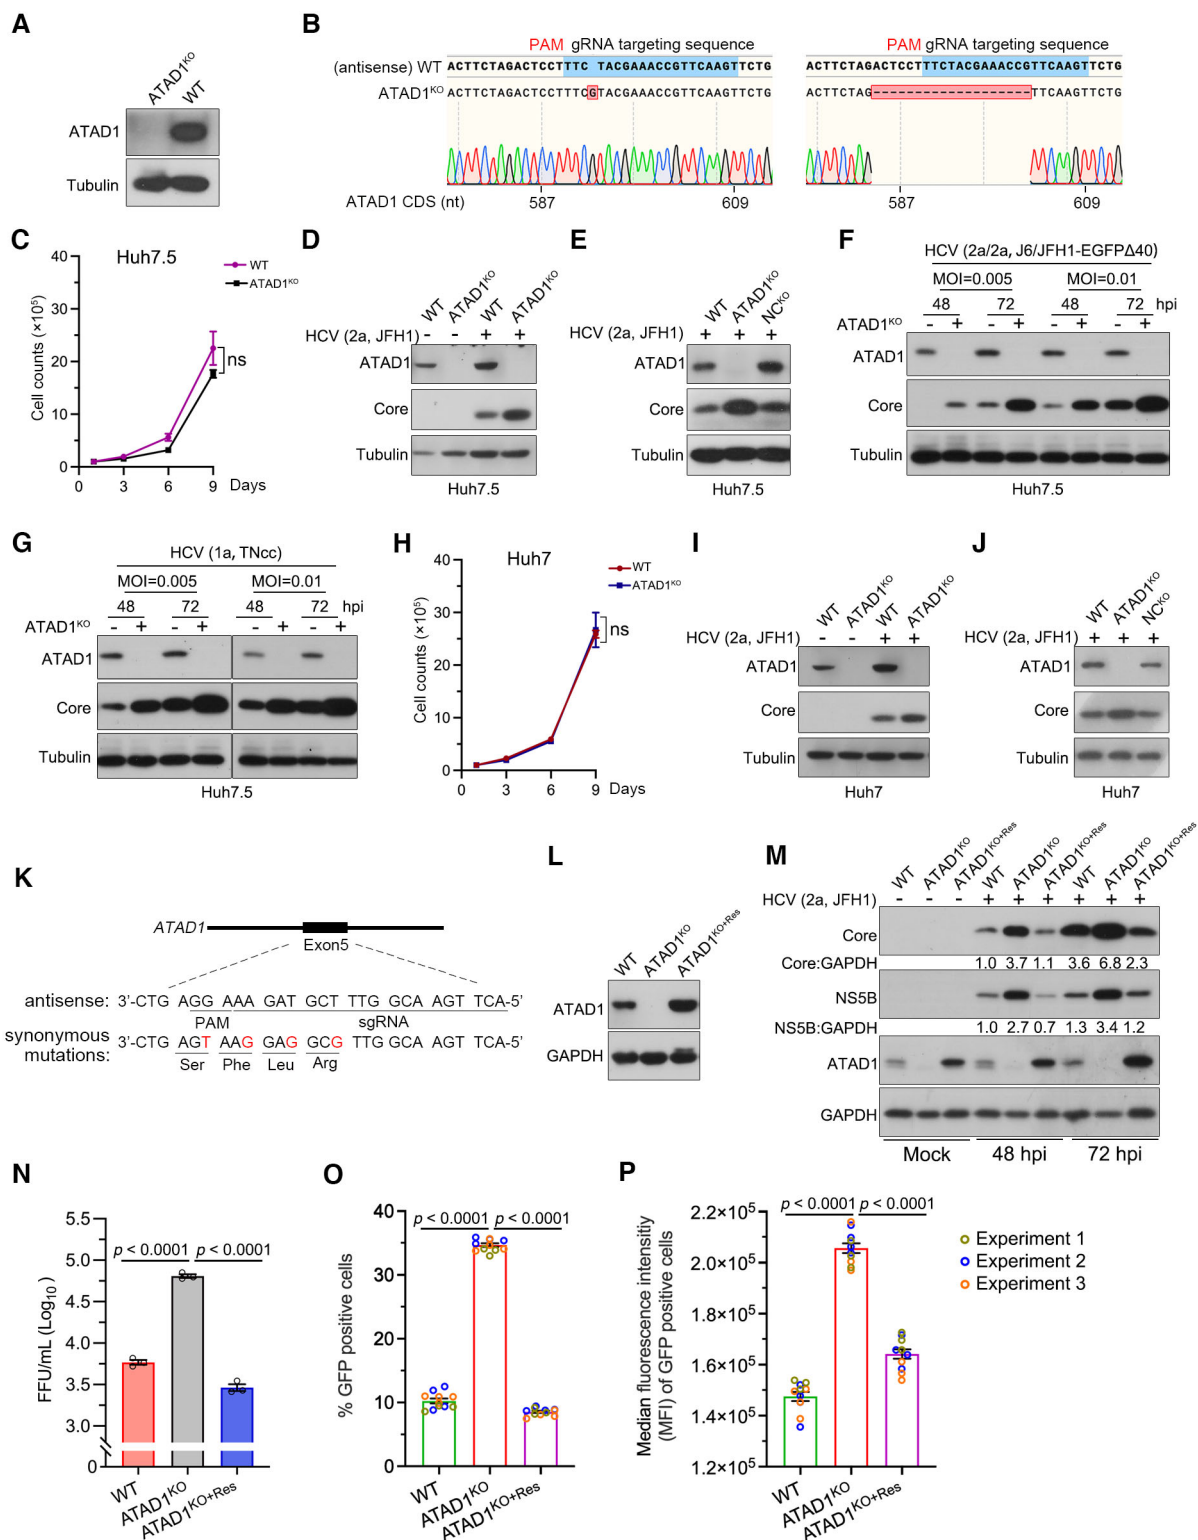 A
ATAD1KO
WT
ATAD1
Tubulin
B
PAM gRNA targeting sequence
PAM gRNA targeting sequence
(antisense) WT
ACTTCTAGACTCCTTTC TACGAAACCGTTCAAGTTCTG
ACTTCTAGACTCCTTTCTACGAAACCGTTCAAGTTCTG
ATAD1KO
ACTTCTAGACTCCTTTCGTACGAAACCGTTCAAGTTCTG
ACTTCTAG-------------------TTCAAGTTCTG
ATAD1 CDS (nt)
587
609
587
609
C
Huh7.5
WT
ATAD1KO
Cell counts (×10⁵)
40
30
20
10
0
ns
0 3 6 9 Days
D
WT
ATAD1KO
WT
ATAD1KO
HCV (2a, JFH1) - - + +
ATAD1
Core
Tubulin
Huh7.5
E
WT
ATAD1KO
NCKO
HCV (2a, JFH1) + + +
ATAD1
Core
Tubulin
Huh7.5
F
HCV (2a/2a, J6/JFH1-EGFPΔ40)
MOI=0.005 MOI=0.01
48 72 48 72 hpi
ATAD1KO - + - + - + - +
ATAD1
Core
Tubulin
Huh7.5
G
HCV (1a, TNcc)
MOI=0.005 MOI=0.01
48 72 48 72 hpi
ATAD1KO - + - + - + - +
ATAD1
Core
Tubulin
Huh7.5
H
Huh7
WT
ATAD1KO
Cell counts (×10⁵)
40
30
20
10
0
ns
0 3 6 9 Days
I
WT
ATAD1KO
WT
ATAD1KO
HCV (2a, JFH1) - - + +
ATAD1
Core
Tubulin
Huh7
J
WT
ATAD1KO
NCKO
HCV (2a, JFH1) + + +
ATAD1
Core
Tubulin
Huh7
K
ATAD1
Exon5
antisense: 3'-CTG AGG AAA GAT GCT TTG GCA AGT TCA-5'
PAM sgRNA
synonymous
mutations:
3'-CTG AGT AAG GAG GCG TTG GCA AGT TCA-5'
Ser Phe Leu Arg
L
WT
ATAD1KO
ATAD1KO+Res
ATAD1
GAPDH
M
WT
ATAD1KO
ATAD1KO+Res
WT
ATAD1KO
ATAD1KO+Res
WT
ATAD1KO
ATAD1KO+Res
HCV (2a, JFH1) - - - + + + + + +
Core
Core:GAPDH 1.0 3.7 1.1 3.6 6.8 2.3
NS5B
NS5B:GAPDH 1.0 2.7 0.7 1.3 3.4 1.2
ATAD1
GAPDH
Mock 48 hpi 72 hpi
N
FFU/mL (Log10)
5.5
5.0
4.5
4.0
3.5
3.0
0
p < 0.0001 p < 0.0001
WT
ATAD1KO
ATAD1KO+Res
O
% GFP positive cells
40
30
20
10
0
p < 0.0001 p < 0.0001
WT
ATAD1KO
ATAD1KO+Res
P
Median fluorescence intensitiy
(MFI) of GFP positive cells
2.2×10⁵
2.0×10⁵
1.8×10⁵
1.6×10⁵
1.4×10⁵
1.2×10⁵
p < 0.0001 p < 0.0001
WT
ATAD1KO
ATAD1KO+Res
Experiment 1
Experiment 2
Experiment 3